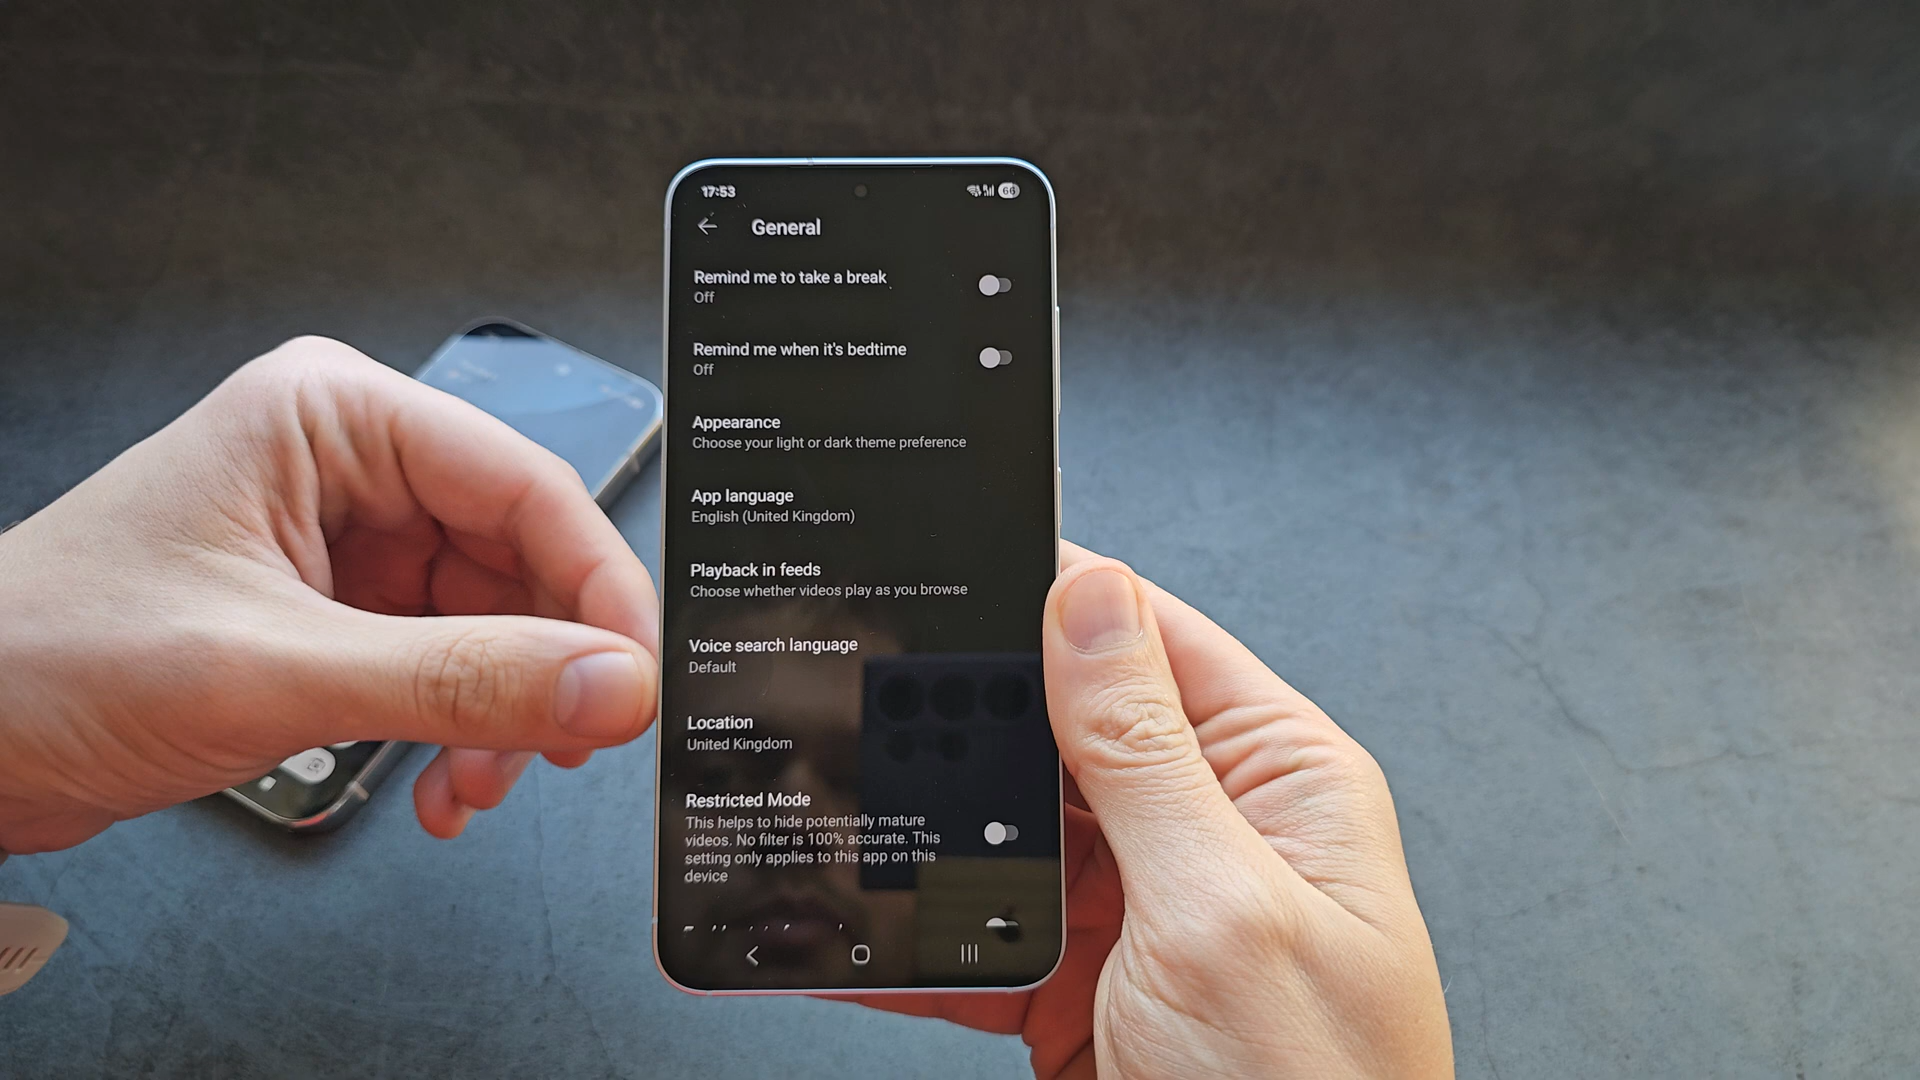 17:53
66
General
Remind me to take a break
Off
Remind me when it's bedtime
Off
Appearance
Choose your light or dark theme preference
App language
English (United Kingdom)
Playback in feeds
Choose whether videos play as you browse
Voice search language
Default
Location
United Kingdom
Restricted Mode
This helps to hide potentially mature
videos. No filter is 100% accurate. This
setting only applies to this app on this
device